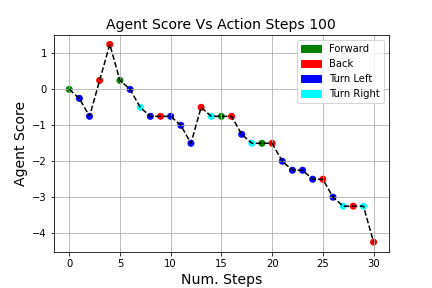 Agent Score Vs Action Steps 100
Forward
Back
Turn Left
Turn Right
Agent Score
1
0
−1
−2
−3
−4
0 5 10 15 20 25 30
Num. Steps